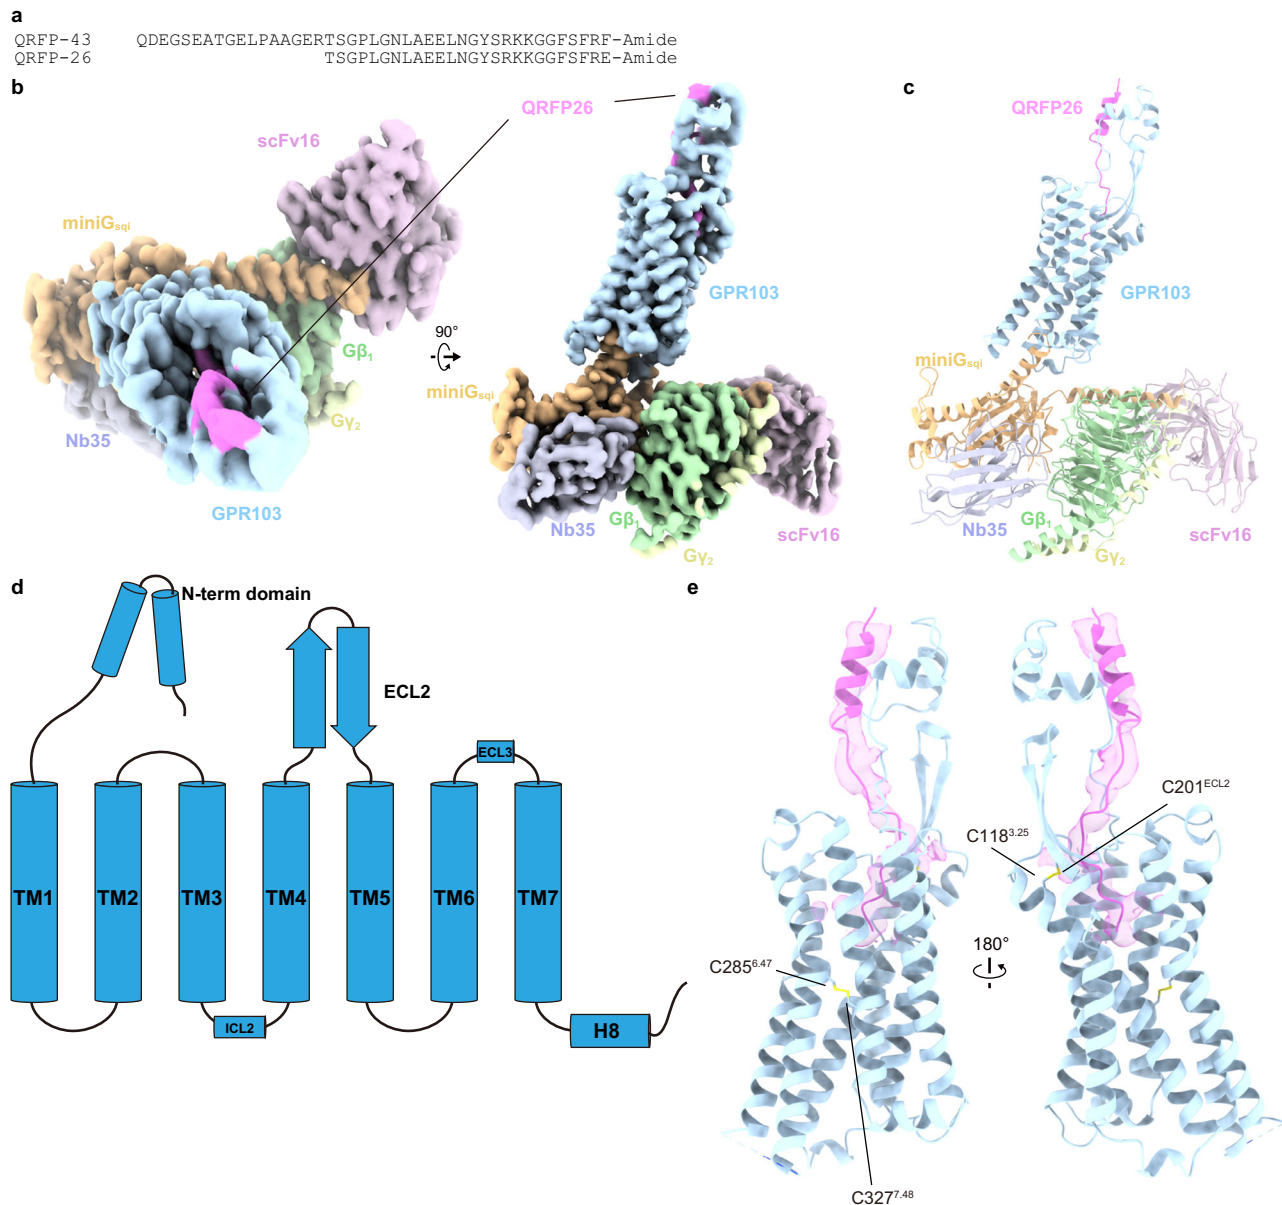 a
QRFP-43 QDEGSEATGELPAAGERTSGPLGNLAEELNGYSRKKGGFSFRF-Amide
QRFP-26 TSGPLGNLAEELNGYSRKKGGFSFRE-Amide
b
QRFP26
scFv16
miniGsqi
GPR103
90°
Gβ1
miniGsqi
Gγ2
Nb35
GPR103
Nb35
Gβ1
Gγ2
scFv16
c
QRFP26
GPR103
miniGsqi
Nb35
Gβ1
Gγ2
scFv16
d
N-term domain
ECL2
ECL3
TM1 TM2 TM3 TM4 TM5 TM6 TM7
ICL2
H8
e
C201ECL2
C1183.25
180°
C2856.47
C3277.48